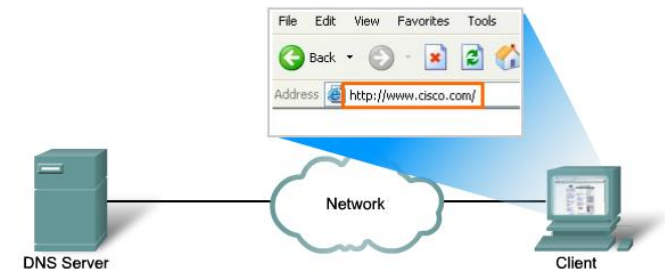 File Edit View Favorites Tools
Back
Address http://www.cisco.com/
Network
DNS Server
Client